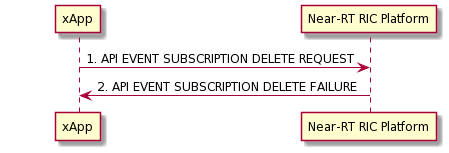 xApp
Near-RT RIC Platform
1. API EVENT SUBSCRIPTION DELETE REQUEST
2. API EVENT SUBSCRIPTION DELETE FAILURE
xApp
Near-RT RIC Platform